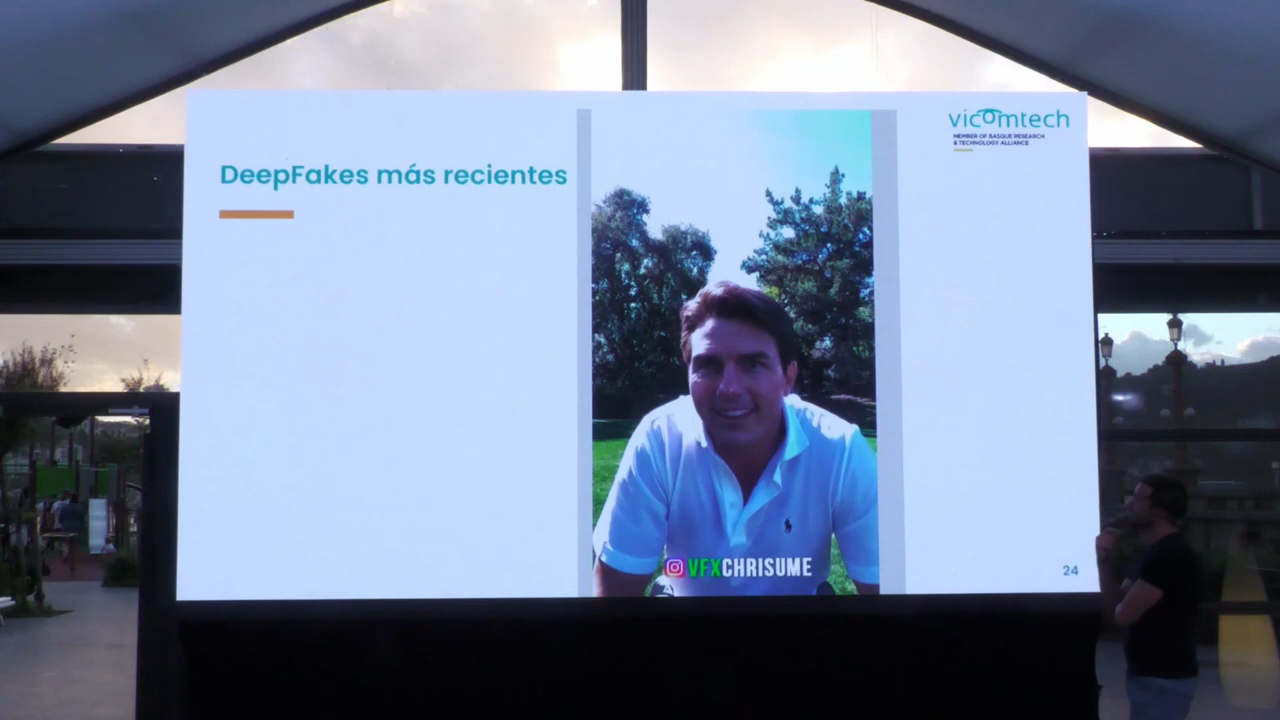 DeepFakes más recientes
vicomtech
MEMBER OF BASQUE RESEARCH
& TECHNOLOGY ALLIANCE
VFXCHRISUME
24